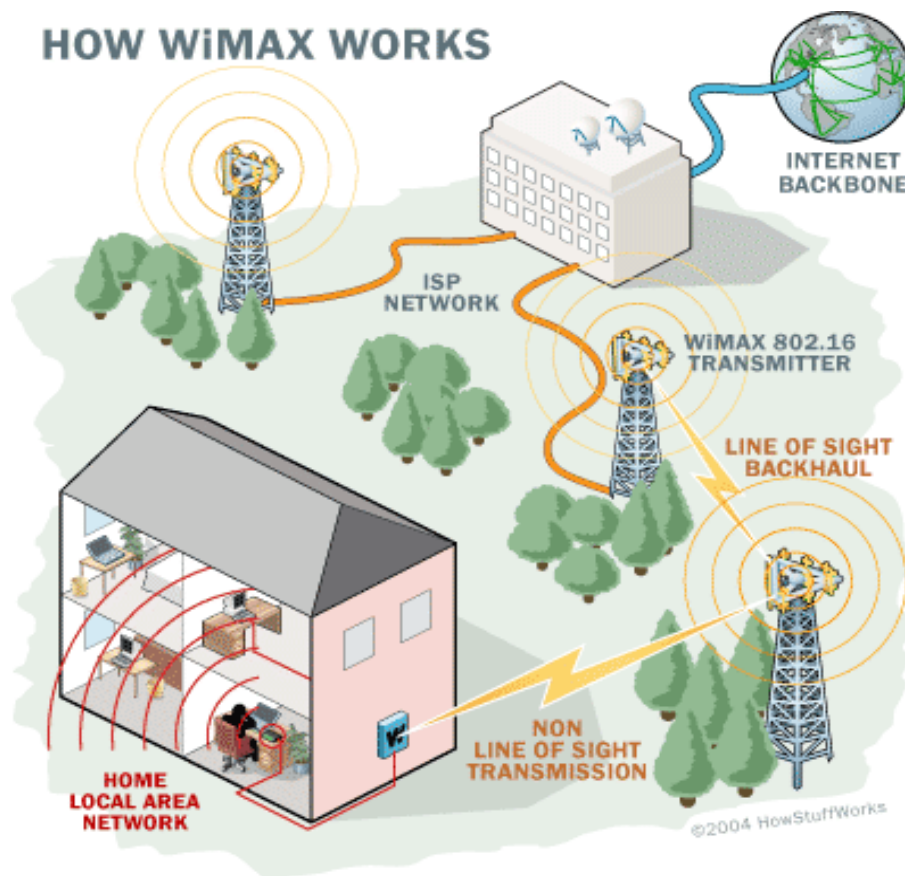 HOW WiMAX WORKS
INTERNET
BACKBONE
ISP
NETWORK
WiMAX 802.16
TRANSMITTER
LINE OF SIGHT
BACKHAUL
NON
LINE OF SIGHT
TRANSMISSION
HOME
LOCAL AREA
NETWORK
©2004 HowStuffWorks